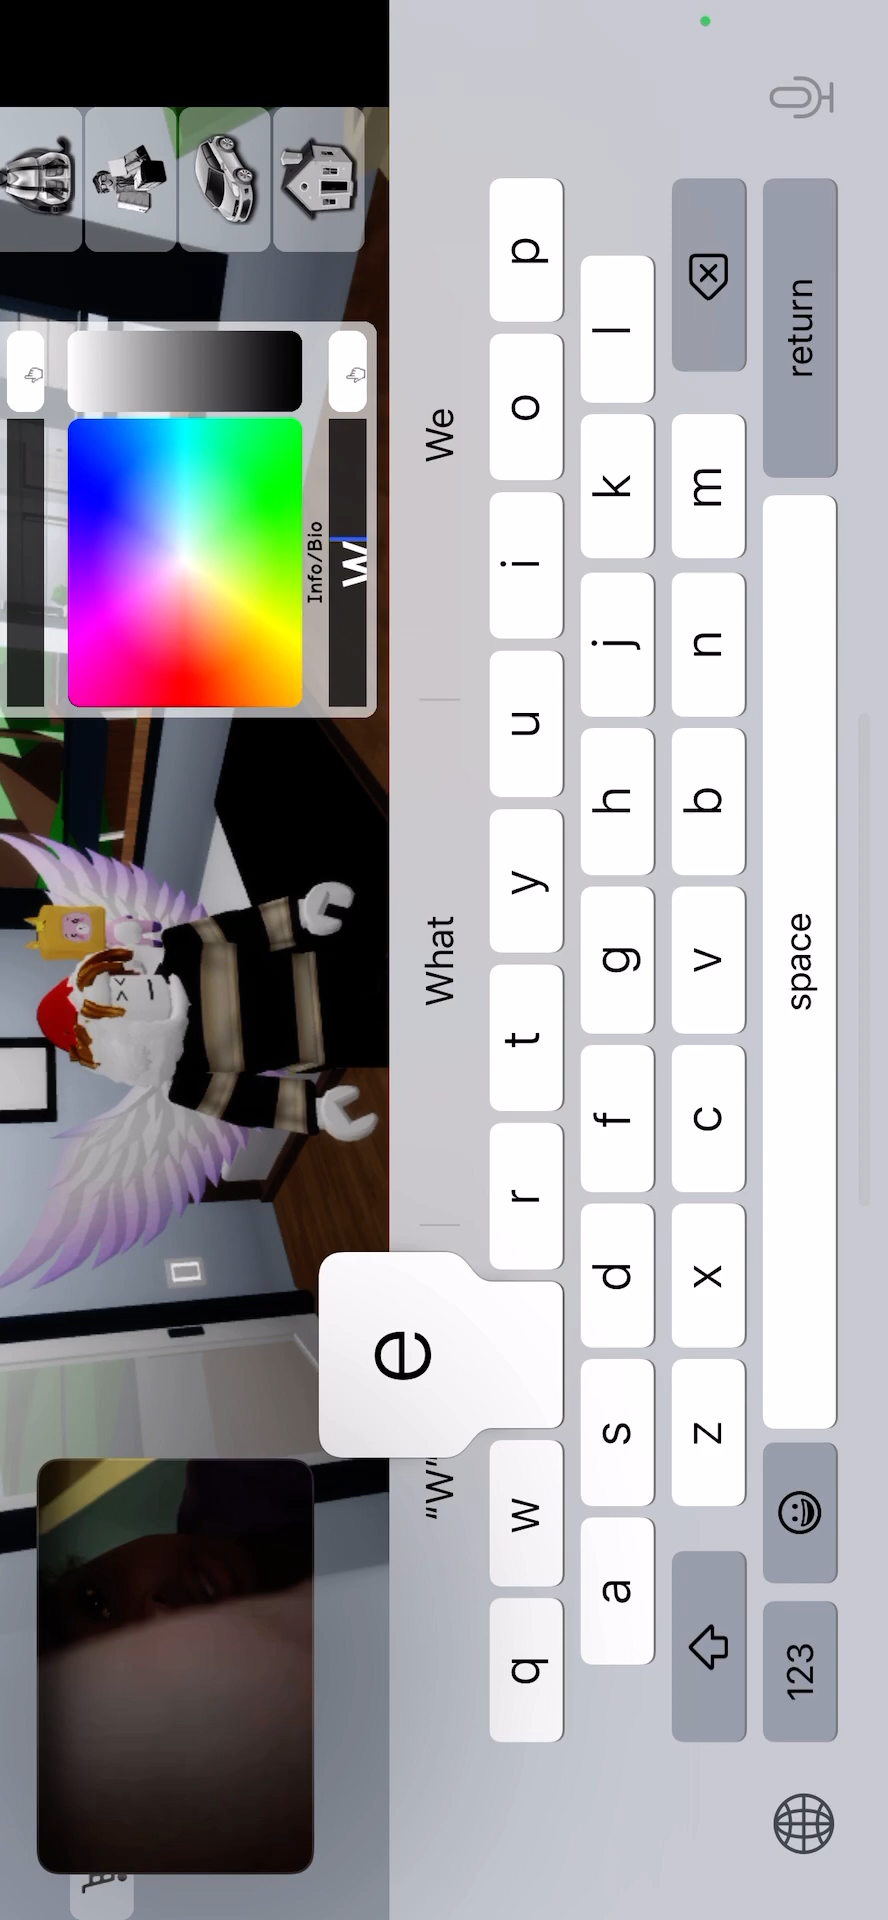 Info/Bio
W
"W" What We
q w e r t y u i o p
a s d f g h j k l
z x c v b n m
123 space return